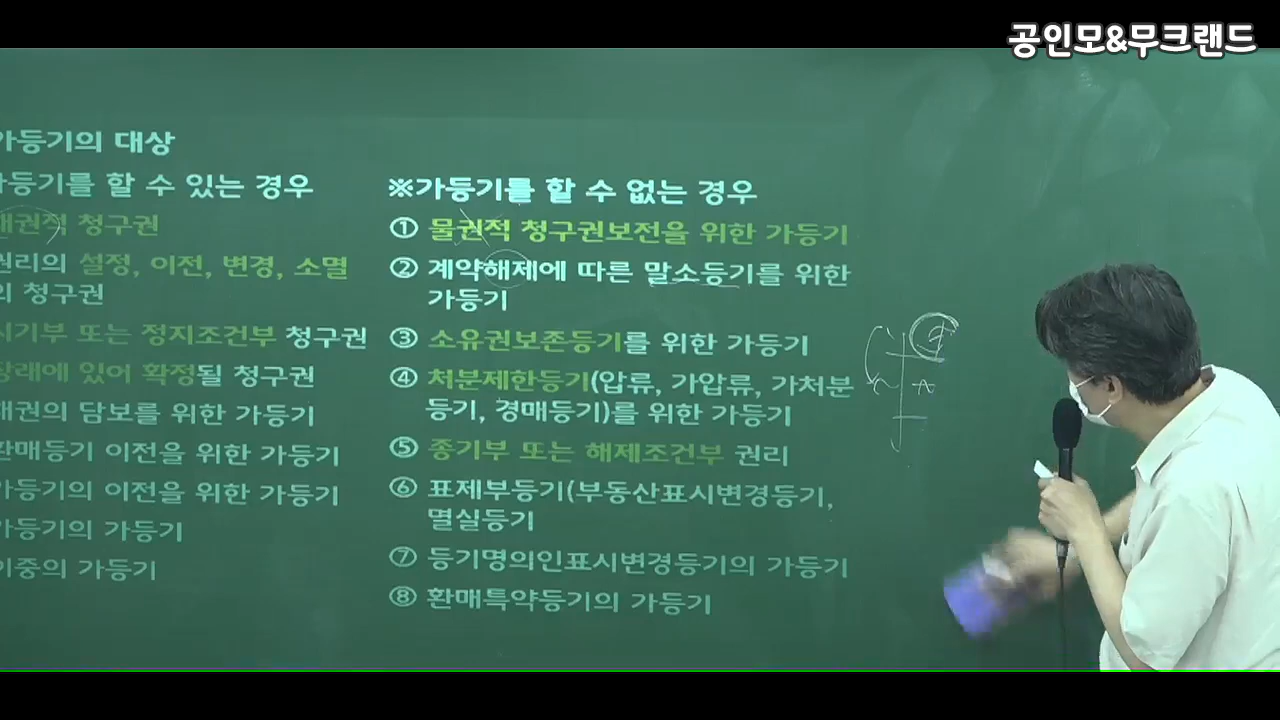 공인모&무크랜드
가등기의 대상
가등기를 할 수 있는 경우
채권적 청구권
권리의 설정, 이전, 변경, 소멸
의 청구권
시기부 또는 정지조건부 청구권
장래에 있어 확정될 청구권
채권의 담보를 위한 가등기
환매등기 이전을 위한 가등기
가등기의 이전을 위한 가등기
가등기의 가등기
이중의 가등기
※가등기를 할 수 없는 경우
① 물권적 청구권보전을 위한 가등기
② 계약해제에 따른 말소등기를 위한
가등기
③ 소유권보존등기를 위한 가등기
④ 처분제한등기(압류, 가압류, 가처분
등기, 경매등기)를 위한 가등기
⑤ 종기부 또는 해제조건부 권리
⑥ 표제부등기(부동산표시변경등기,
멸실등기
⑦ 등기명의인표시변경등기의 가등기
⑧ 환매특약등기의 가등기